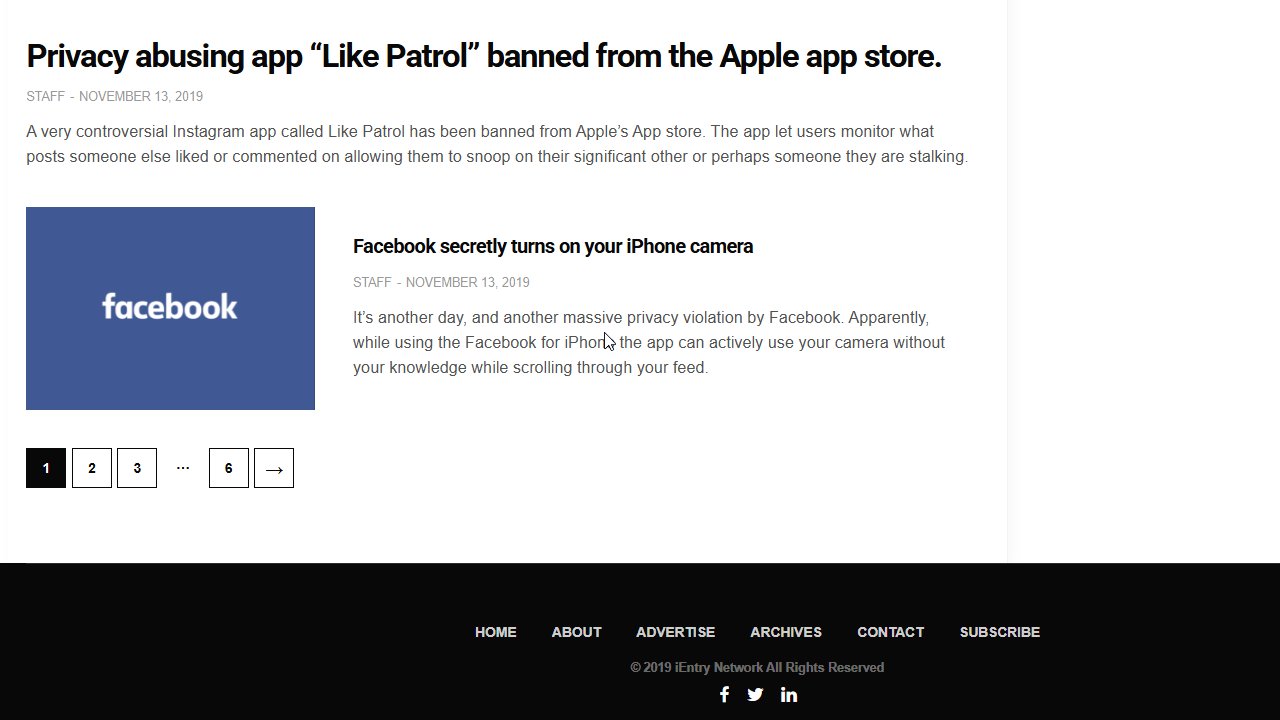 Privacy abusing app “Like Patrol” banned from the Apple app store.
STAFF - NOVEMBER 13, 2019
A very controversial Instagram app called Like Patrol has been banned from Apple’s App store. The app let users monitor what
posts someone else liked or commented on allowing them to snoop on their significant other or perhaps someone they are stalking.
facebook
Facebook secretly turns on your iPhone camera
STAFF - NOVEMBER 13, 2019
It’s another day, and another massive privacy violation by Facebook. Apparently,
while using the Facebook for iPhone the app can actively use your camera without
your knowledge while scrolling through your feed.
1 2 3 ··· 6 →
HOME ABOUT ADVERTISE ARCHIVES CONTACT SUBSCRIBE
© 2019 iEntry Network All Rights Reserved